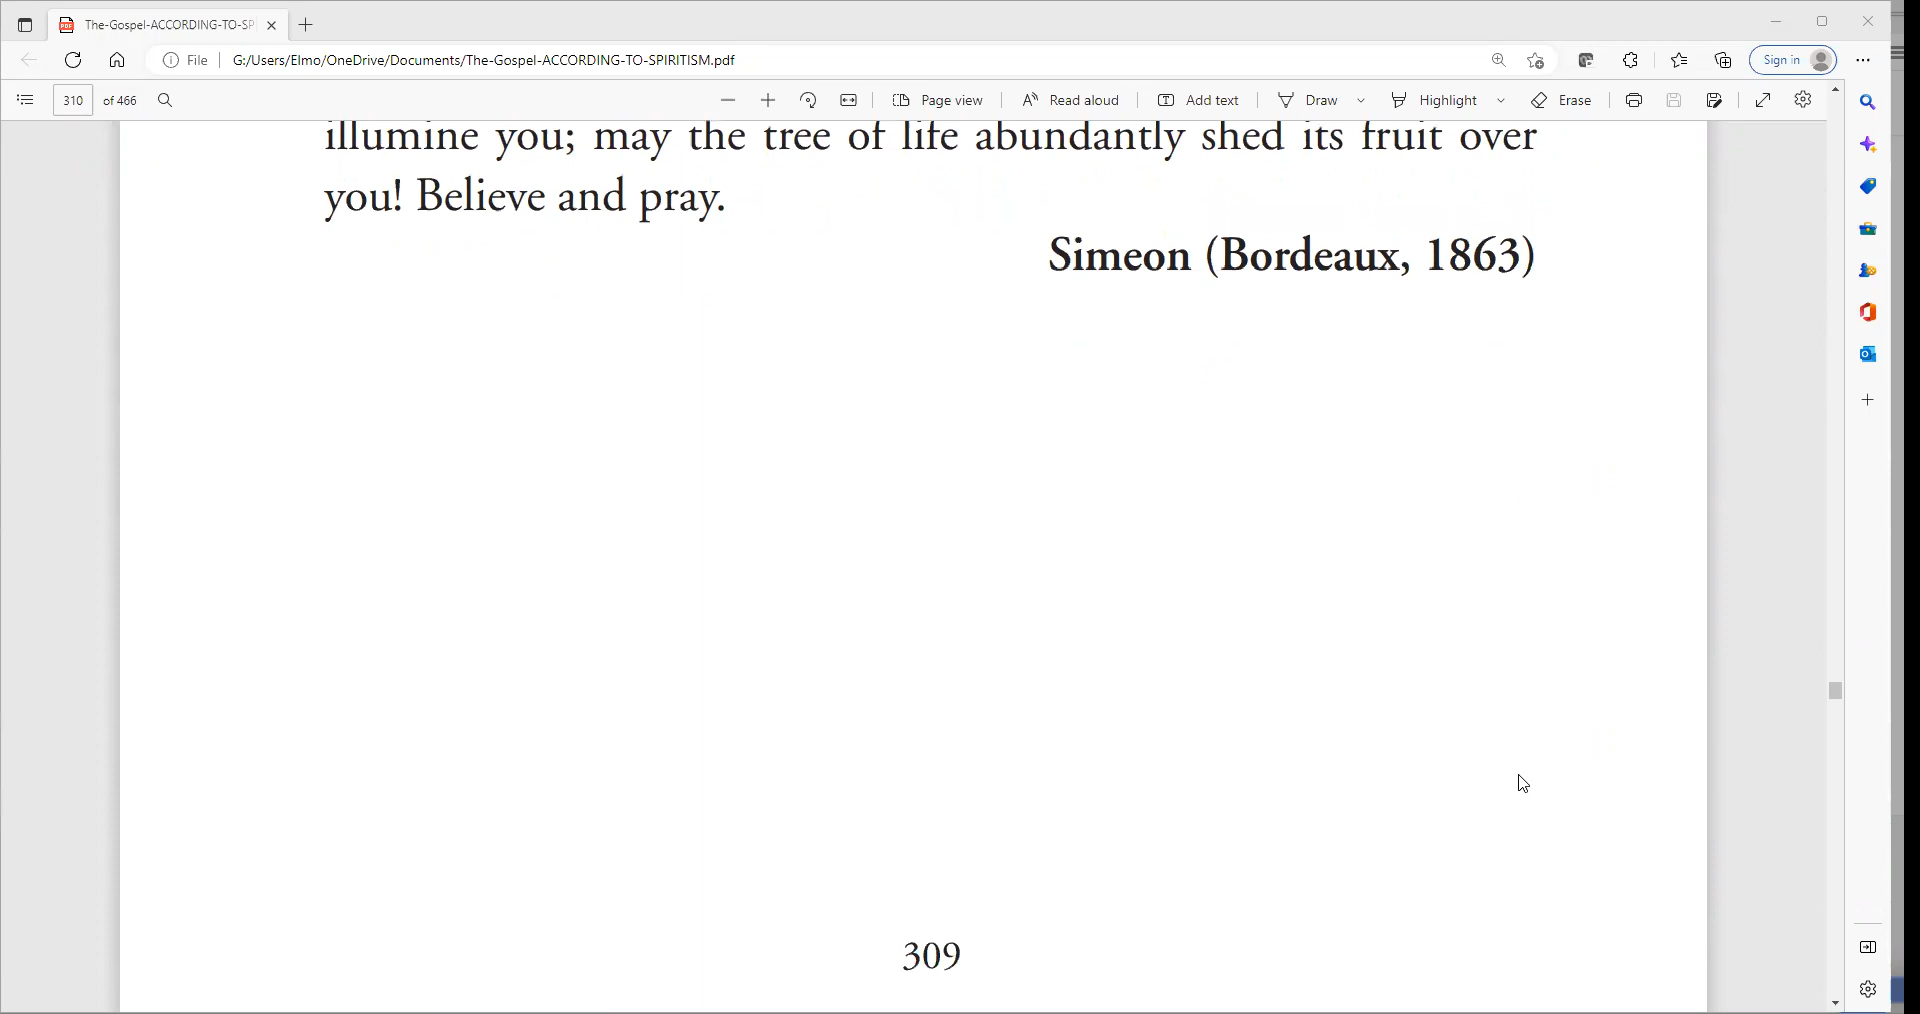 The-Gospel-ACCORDING-TO-SP
File
G:/Users/Elmo/OneDrive/Documents/The-Gospel-ACCORDING-TO-SPIRITISM.pdf
Sign in
310 of 466
Page view
Read aloud
Add text
Draw
Highlight
Erase
illumine you; may the tree of life abundantly shed its fruit over
you! Believe and pray.
Simeon (Bordeaux, 1863)
309